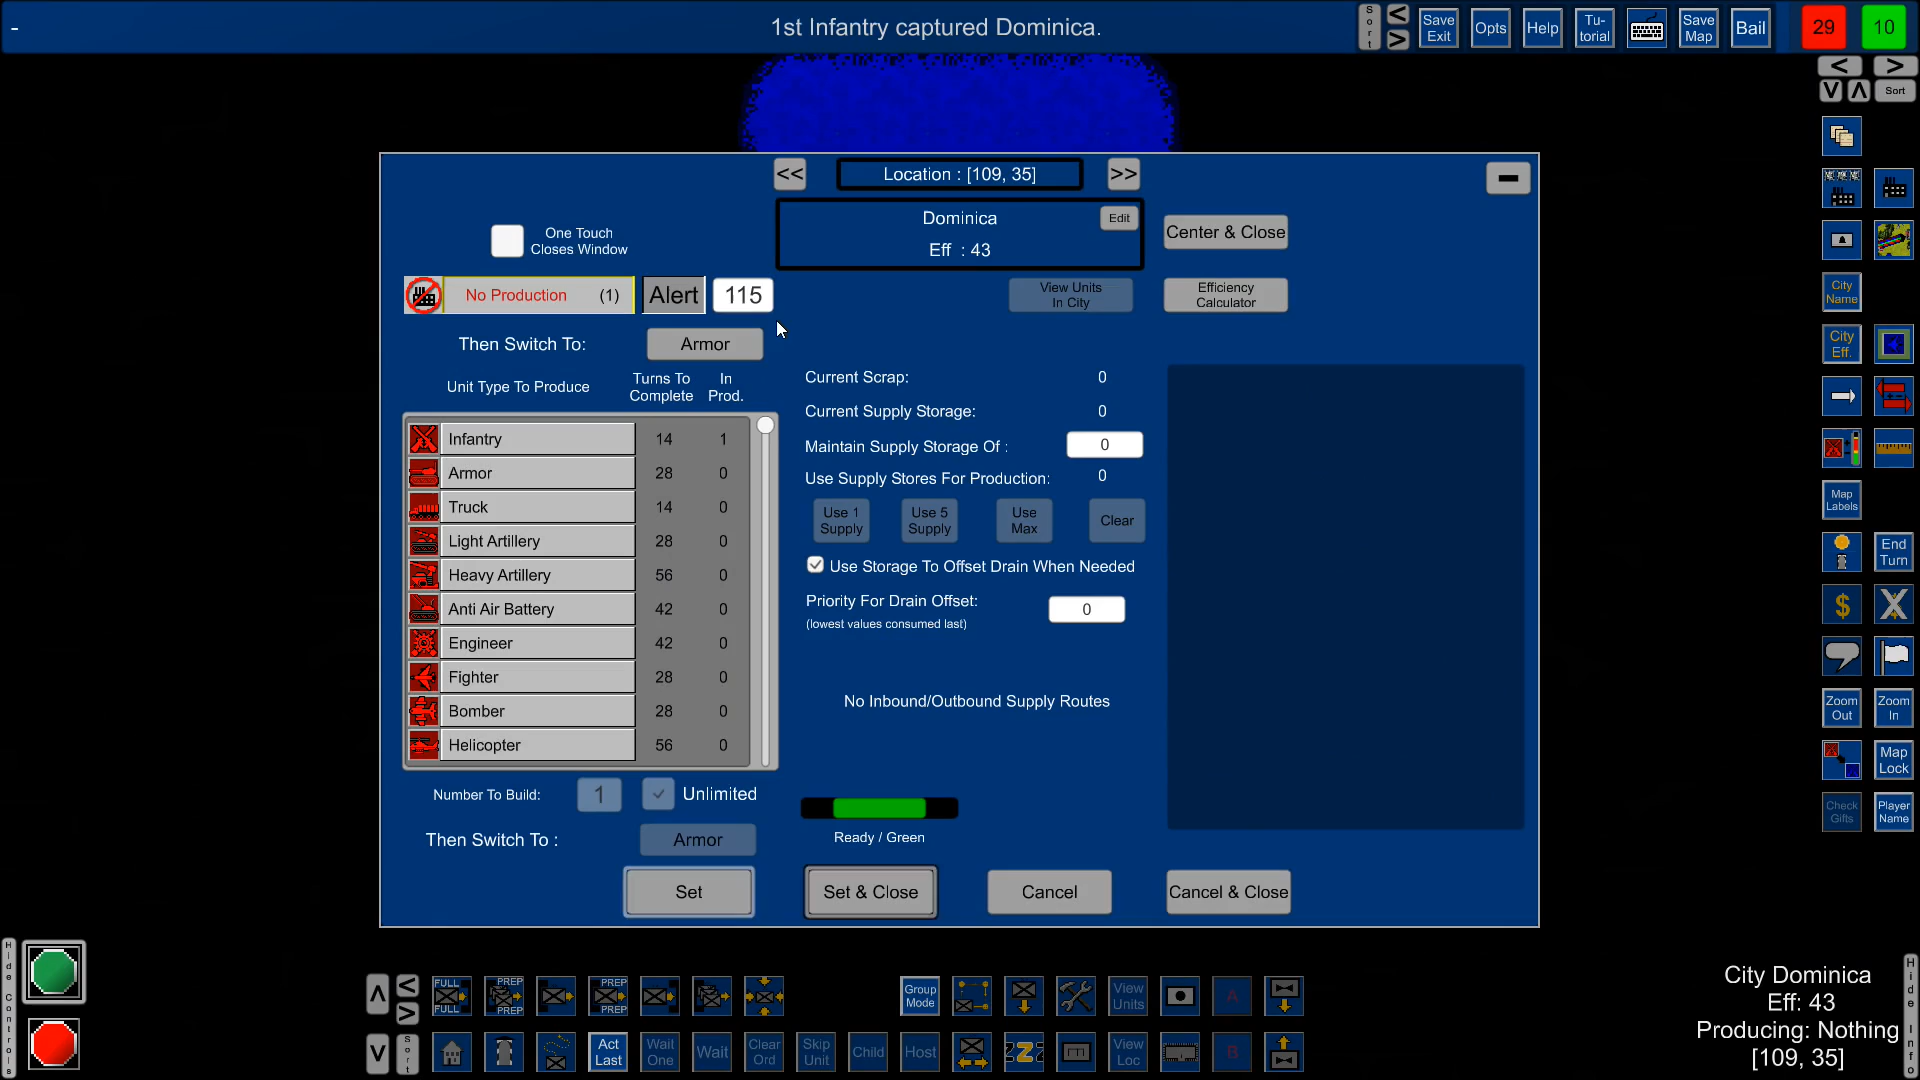 -
1st Infantry captured Dominica.
Sort
<
>
Save Exit
Opts
Help
Tu-torial
Save Map
Bail
29
10
<
>
V
Λ
Sort
<<
Location : [109, 35]
>>
Dominica
Edit
Eff : 43
Center & Close
One Touch
Closes Window
No Production (1)
Alert
115
View Units
In City
Efficiency
Calculator
Then Switch To:
Armor
Unit Type To Produce
Turns To Complete
In Prod.
Infantry 14 1
Armor 28 0
Truck 14 0
Light Artillery 28 0
Heavy Artillery 56 0
Anti Air Battery 42 0
Engineer 42 0
Fighter 28 0
Bomber 28 0
Helicopter 56 0
Number To Build:
1
Unlimited
Then Switch To :
Armor
Current Scrap: 0
Current Supply Storage: 0
Maintain Supply Storage Of : 0
Use Supply Stores For Production: 0
Use 1 Supply
Use 5 Supply
Use Max
Clear
Use Storage To Offset Drain When Needed
Priority For Drain Offset: 0
(lowest values consumed last)
No Inbound/Outbound Supply Routes
Ready / Green
Set
Set & Close
Cancel
Cancel & Close
City Name
City Eff.
Map Labels
End Turn
$
Zoom Out
Zoom In
Map Lock
Check Gifts
Player Name
Hide Controls
Λ
<
>
FULL
FULL
PREP
PREP
PREP
Group Mode
View Units
A
V
Sort
Act Last
Wait One
Wait
Clear Ord
Skip Unit
Child
Host
ZZZ
View Loc
B
City Dominica
Eff: 43
Producing: Nothing
[109, 35]
Hide Info